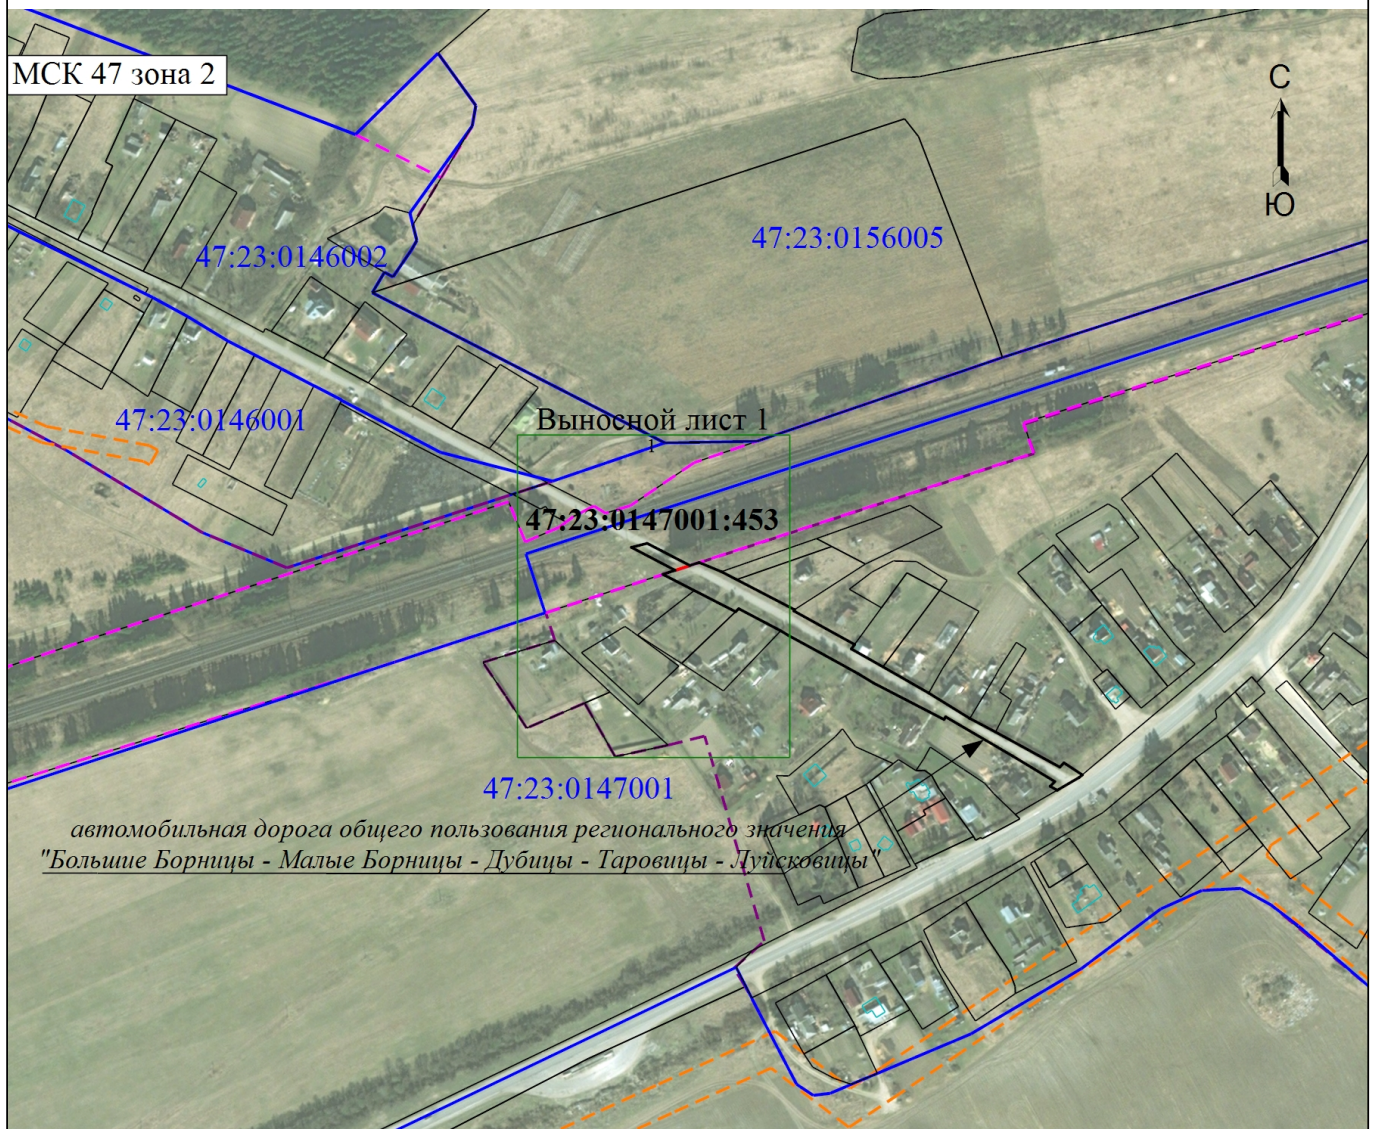 МСК 47 зона 2
С
Ю
47:23:0156005
47:23:0146002
47:23:0146001
Выносной лист 1
1
47:23:0147001:453
47:23:0147001
автомобильная дорога общего пользования регионального значения
"Большие Борницы - Малые Борницы - Дубицы - Таровицы - Луйсковицы"